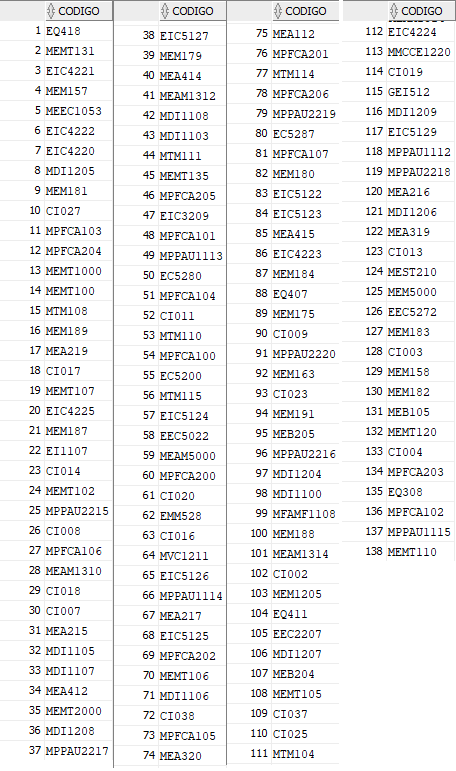 CODIGO
1 EQ418
2 MEMT131
3 EIC4221
4 MEM157
5 MEEC1053
6 EIC4222
7 EIC4220
8 MDI1205
9 MEM181
10 CI027
11 MPFCA103
12 MPFCA204
13 MEMT1000
14 MEMT100
15 MTM108
16 MEM189
17 MEA219
18 CI017
19 MEMT107
20 EIC4225
21 MEM187
22 EI1107
23 CI014
24 MEMT102
25 MPPAU2215
26 CI008
27 MPFCA106
28 MEAM1310
29 CI018
30 CI007
31 MEA215
32 MDI1105
33 MDI1107
34 MEA412
35 MEMT2000
36 MDI1208
37 MPPAU2217
CODIGO
38 EIC5127
39 MEM179
40 MEA414
41 MEAM1312
42 MDI1108
43 MDI1103
44 MTM111
45 MEMT135
46 MPFCA205
47 EIC3209
48 MPFCA101
49 MPPAU1113
50 EC5280
51 MPFCA104
52 CI011
53 MTM110
54 MPFCA100
55 EC5200
56 MTM115
57 EIC5124
58 EEC5022
59 MEAM5000
60 MPFCA200
61 CI020
62 EMM528
63 CI016
64 MVC1211
65 EIC5126
66 MPPAU1114
67 MEA217
68 EIC5125
69 MPFCA202
70 MEMT106
71 MDI1106
72 CI038
73 MPFCA105
74 MEA320
CODIGO
75 MEA112
76 MPFCA201
77 MTM114
78 MPFCA206
79 MPPAU2219
80 EC5287
81 MPFCA107
82 MEM180
83 EIC5122
84 EIC5123
85 MEA415
86 EIC4223
87 MEM184
88 EQ407
89 MEM175
90 CI009
91 MPPAU2220
92 MEM163
93 CI023
94 MEM191
95 MEB205
96 MPPAU2216
97 MDI1204
98 MDI1100
99 MFAMF1108
100 MEM188
101 MEAM1314
102 CI002
103 MEM1205
104 EQ411
105 EEC2207
106 MDI1207
107 MEB204
108 MEMT105
109 CI037
110 CI025
111 MTM104
CODIGO
112 EIC4224
113 MMCCE1220
114 CI019
115 GEI512
116 MDI1209
117 EIC5129
118 MPPAU1112
119 MPPAU2218
120 MEA216
121 MDI1206
122 MEA319
123 CI013
124 MEST210
125 MEM5000
126 EEC5272
127 MEM183
128 CI003
129 MEM158
130 MEM182
131 MEB105
132 MEMT120
133 CI004
134 MPFCA203
135 EQ308
136 MPFCA102
137 MPPAU1115
138 MEMT110